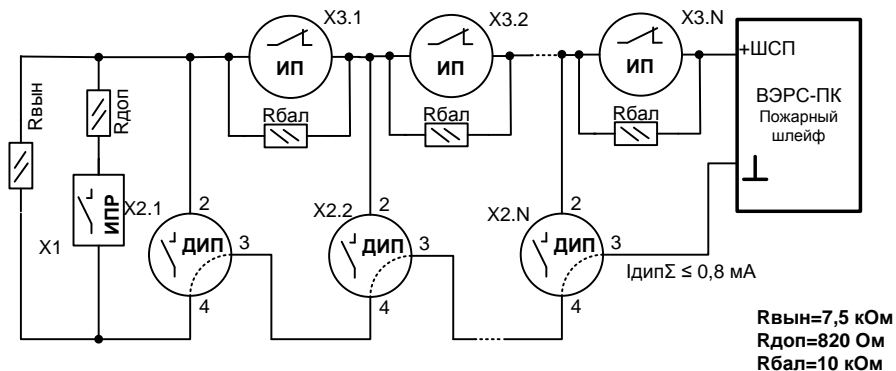 X3.1
X3.2
X3.N
ИП
ИП
ИП
+ШСП
ВЭРС-ПК
Пожарный
шлейф
Rвын
Rдоп
Rбал
Rбал
Rбал
ИПР
X1
X2.1
X2.2
X2.N
2
2
2
ДИП
ДИП
ДИП
3
3
3
4
4
4
IдипΣ ≤ 0,8 мА
Rвын=7,5 кОм
Rдоп=820 Ом
Rбал=10 кОм